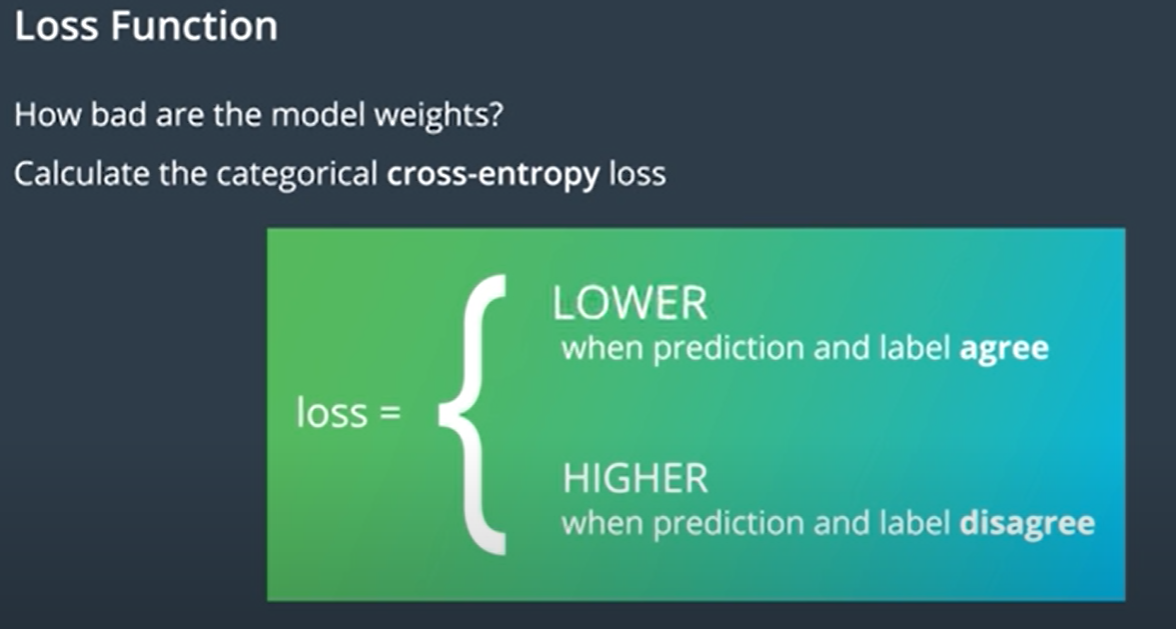 Loss Function
How bad are the model weights?
Calculate the categorical cross-entropy loss
LOWER
when prediction and label agree
loss =
HIGHER
when prediction and label disagree